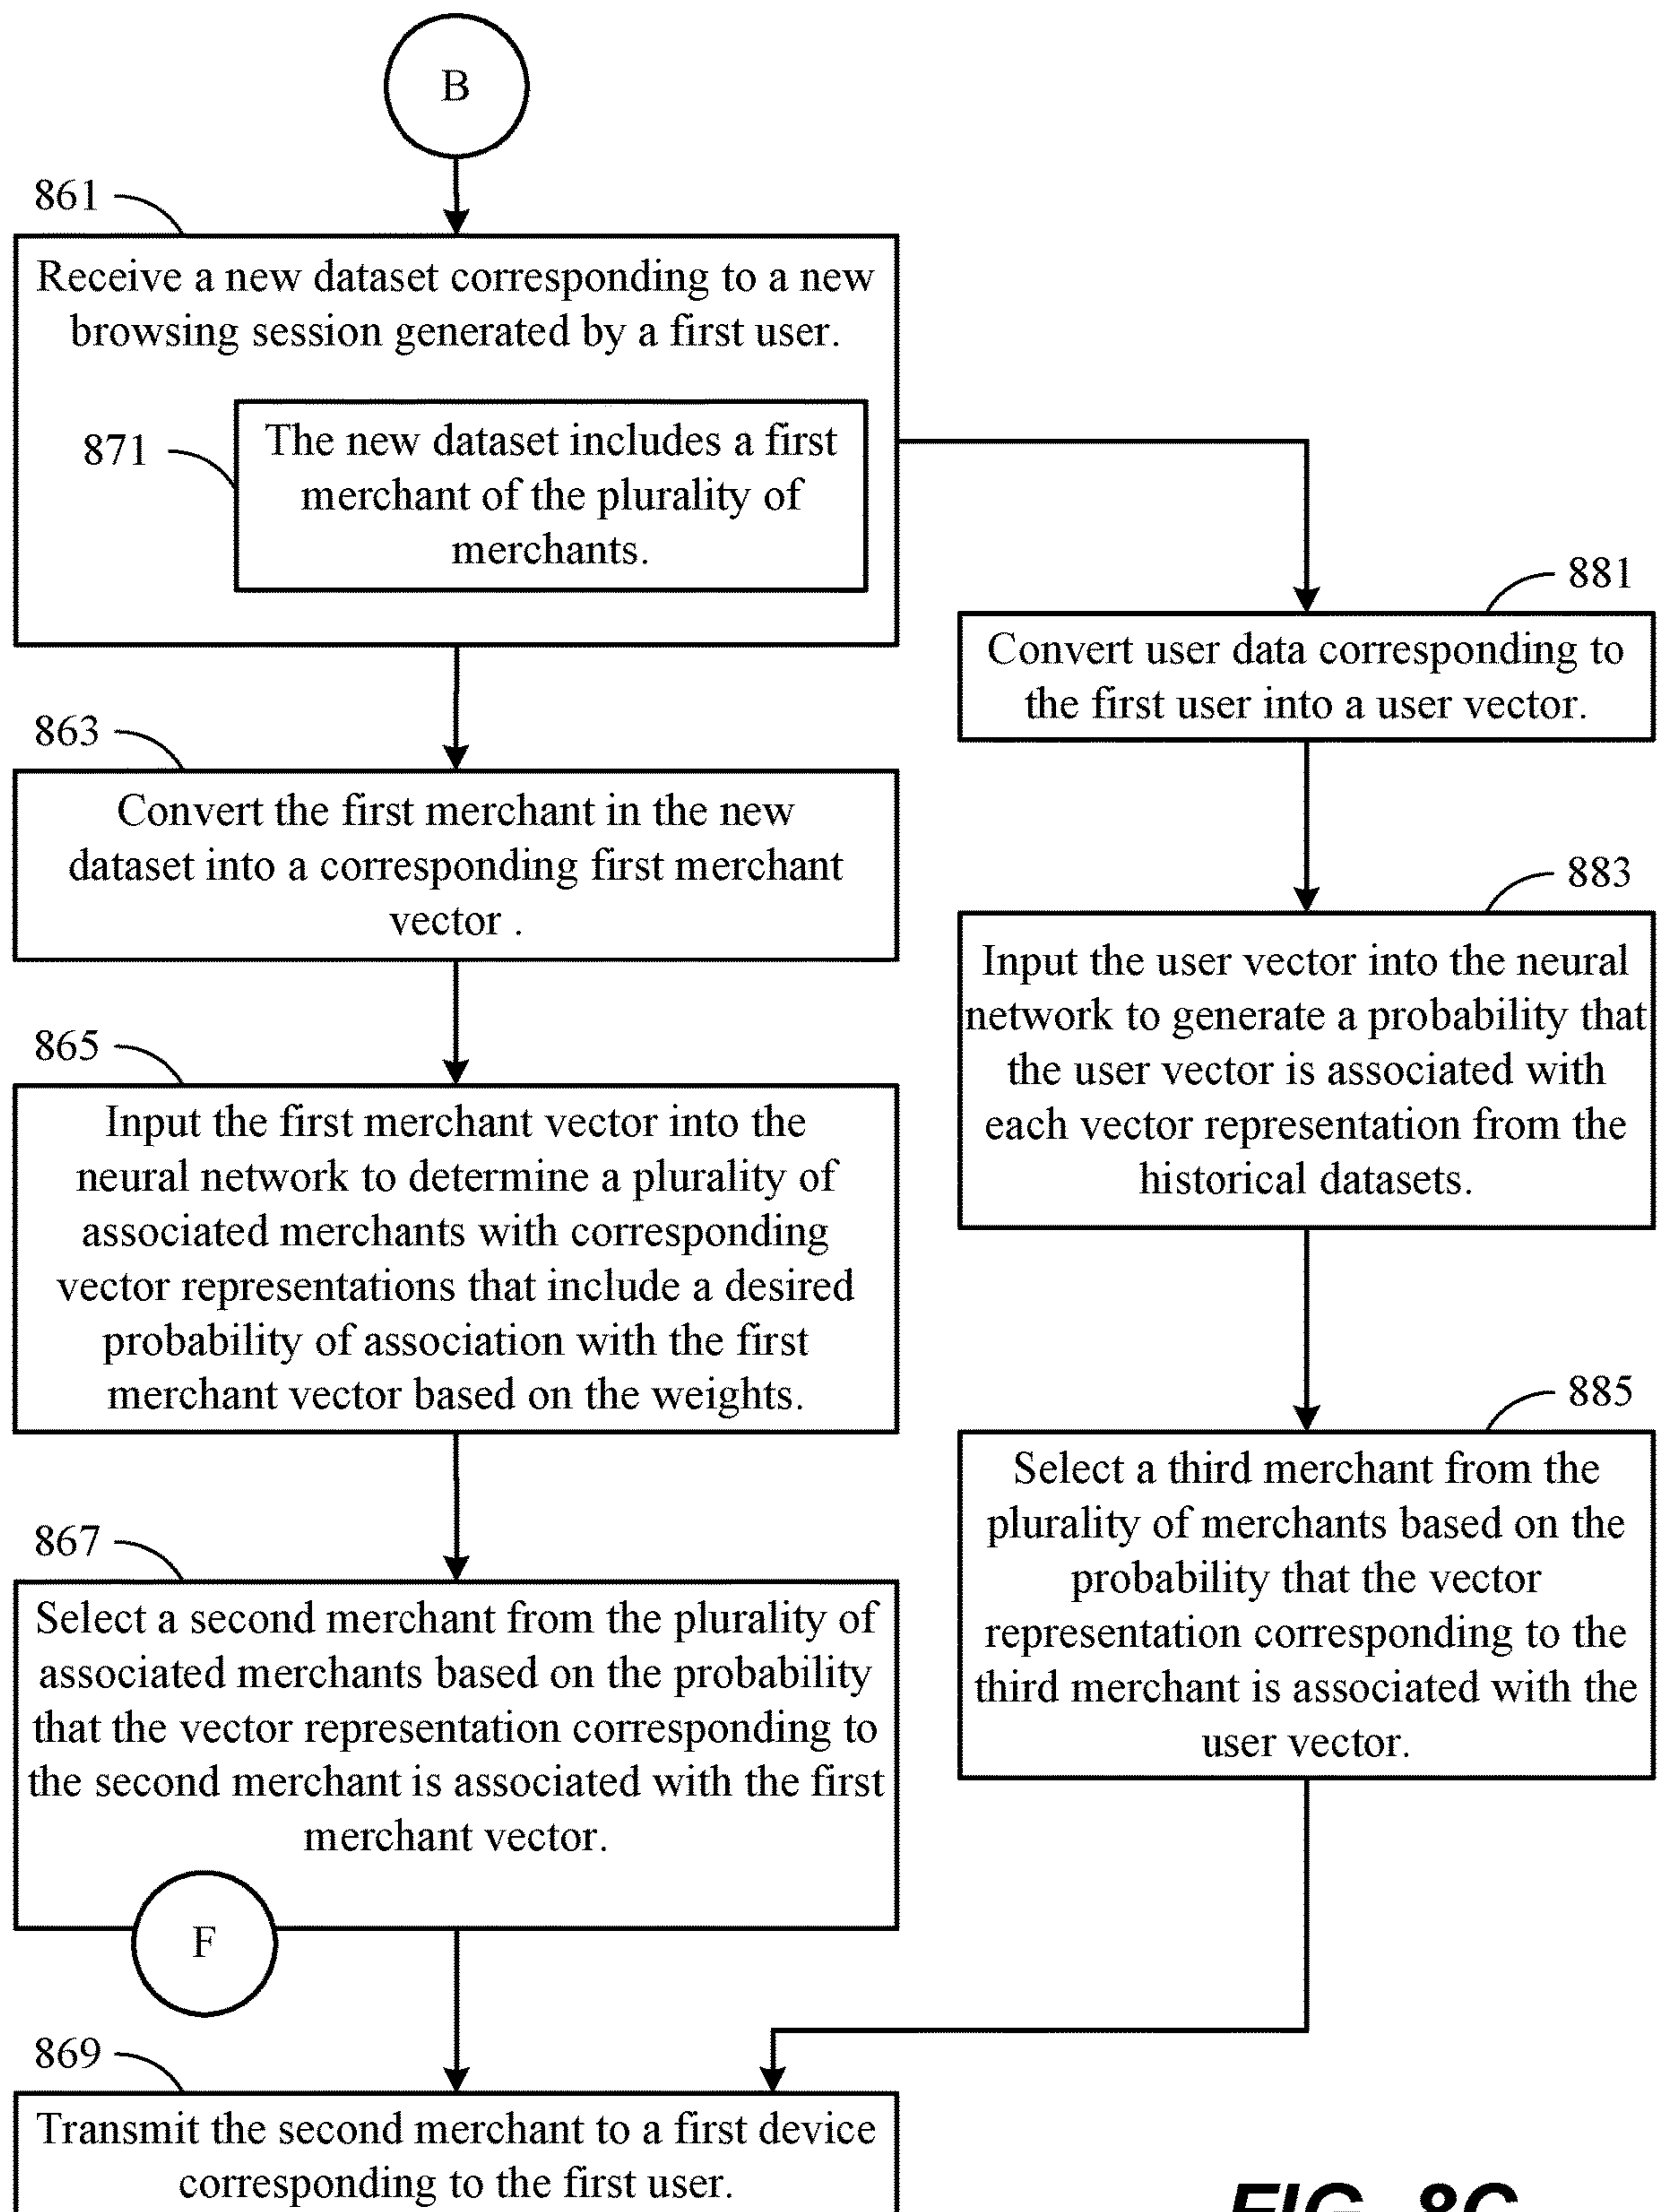 B
861
Receive a new dataset corresponding to a new
browsing session generated by a first user.
871
The new dataset includes a first
merchant of the plurality of
merchants.
863
Convert the first merchant in the new
dataset into a corresponding first merchant
vector .
865
Input the first merchant vector into the
neural network to determine a plurality of
associated merchants with corresponding
vector representations that include a desired
probability of association with the first
merchant vector based on the weights.
867
Select a second merchant from the plurality of
associated merchants based on the probability
that the vector representation corresponding to
the second merchant is associated with the first
merchant vector.
F
881
Convert user data corresponding to
the first user into a user vector.
883
Input the user vector into the neural
network to generate a probability that
the user vector is associated with
each vector representation from the
historical datasets.
885
Select a third merchant from the
plurality of merchants based on the
probability that the vector
representation corresponding to the
third merchant is associated with the
user vector.
869
Transmit the second merchant to a first device
corresponding to the first user.
FIG. 8C